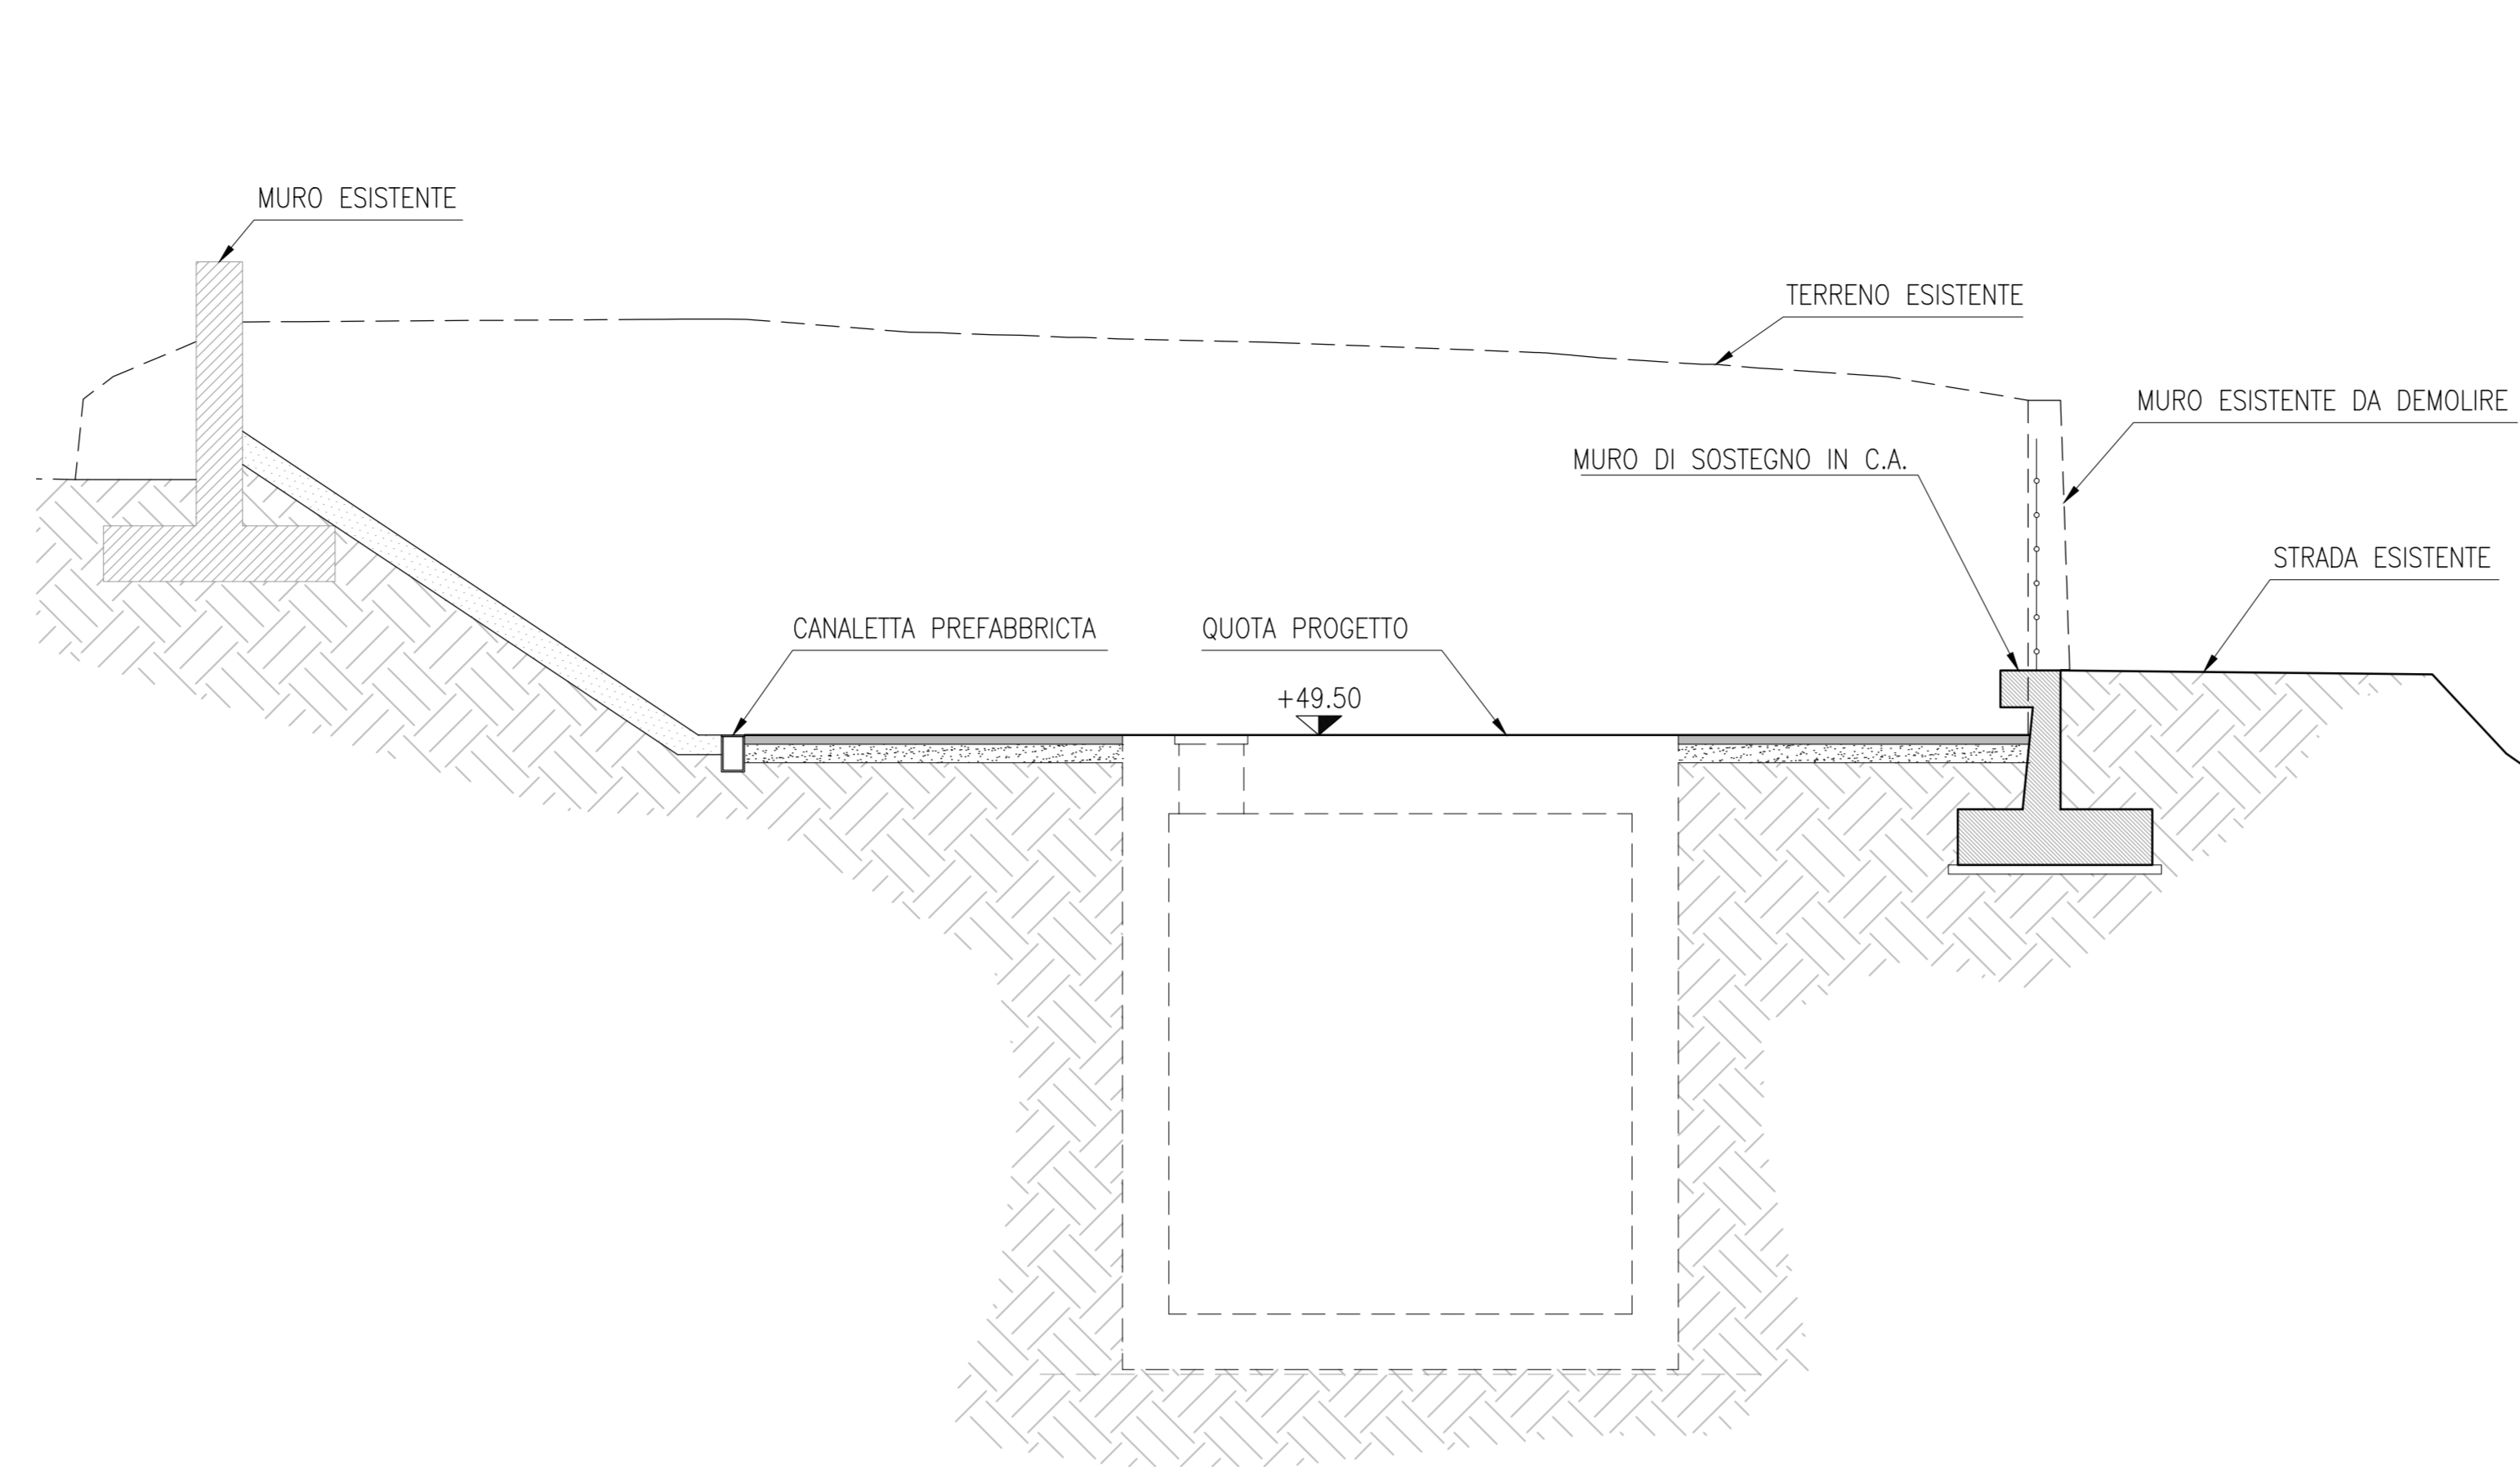 MURO ESISTENTE
TERRENO ESISTENTE
MURO ESISTENTE DA DEMOLIRE
MURO DI SOSTEGNO IN C.A.
STRADA ESISTENTE
CANALETTA PREFABBRICTA
QUOTA PROGETTO
+49.50